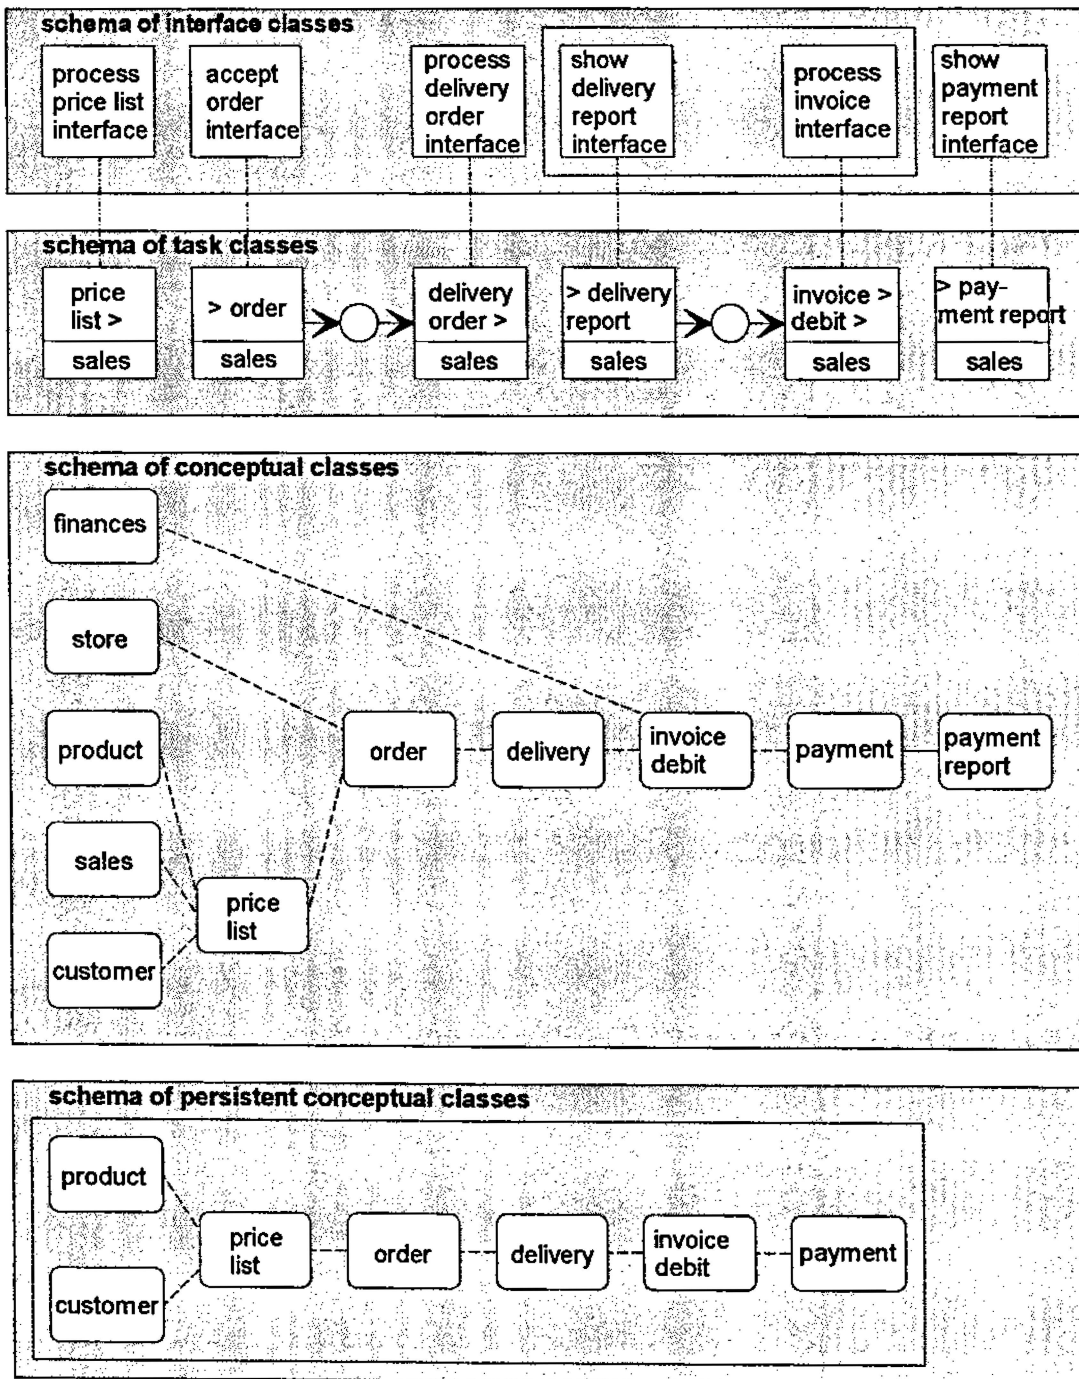 schema of interface classes
process
price list
interface
accept
order
interface
process
delivery
order
interface
show
delivery
report
interface
process
invoice
interface
show
payment
report
interface
schema of task classes
price
list >
sales
> order
sales
delivery
order >
sales
> delivery
report
sales
invoice >
debit >
sales
> pay-
ment report
sales
schema of conceptual classes
finances
store
product
order
delivery
invoice
debit
payment
payment
report
sales
price
list
customer
schema of persistent conceptual classes
product
price
list
order
delivery
invoice
debit
payment
customer